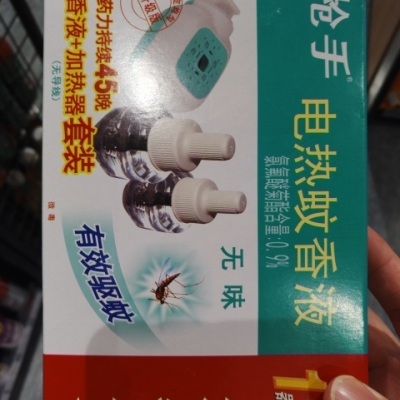 枪手®
电热蚊香液
氯氟醚菊酯含量:0.9%
无味
有效驱蚊
药力持续45晚
香液+加热器套装
(无导线)
微毒